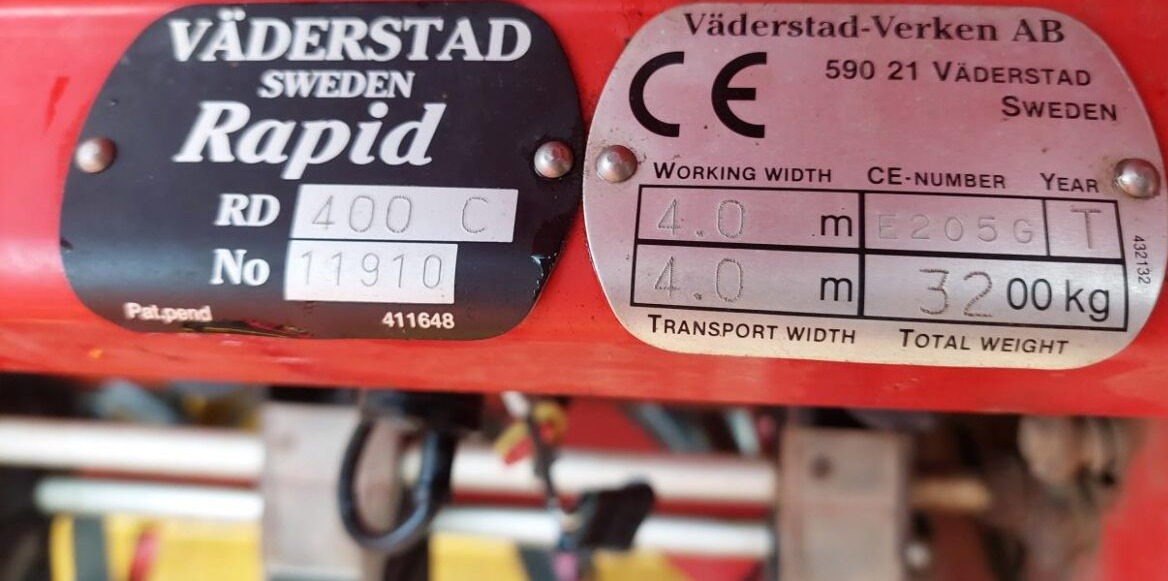 VÄDERSTAD
SWEDEN
Rapid
RD 400 C
No 11910
Pat.pend 411648
Väderstad-Verken AB
CE 590 21 VÄDERSTAD
SWEDEN
WORKING WIDTH CE-NUMBER YEAR
4.0 m E205G T
4.0 m 3200 kg
TRANSPORT WIDTH TOTAL WEIGHT
432132